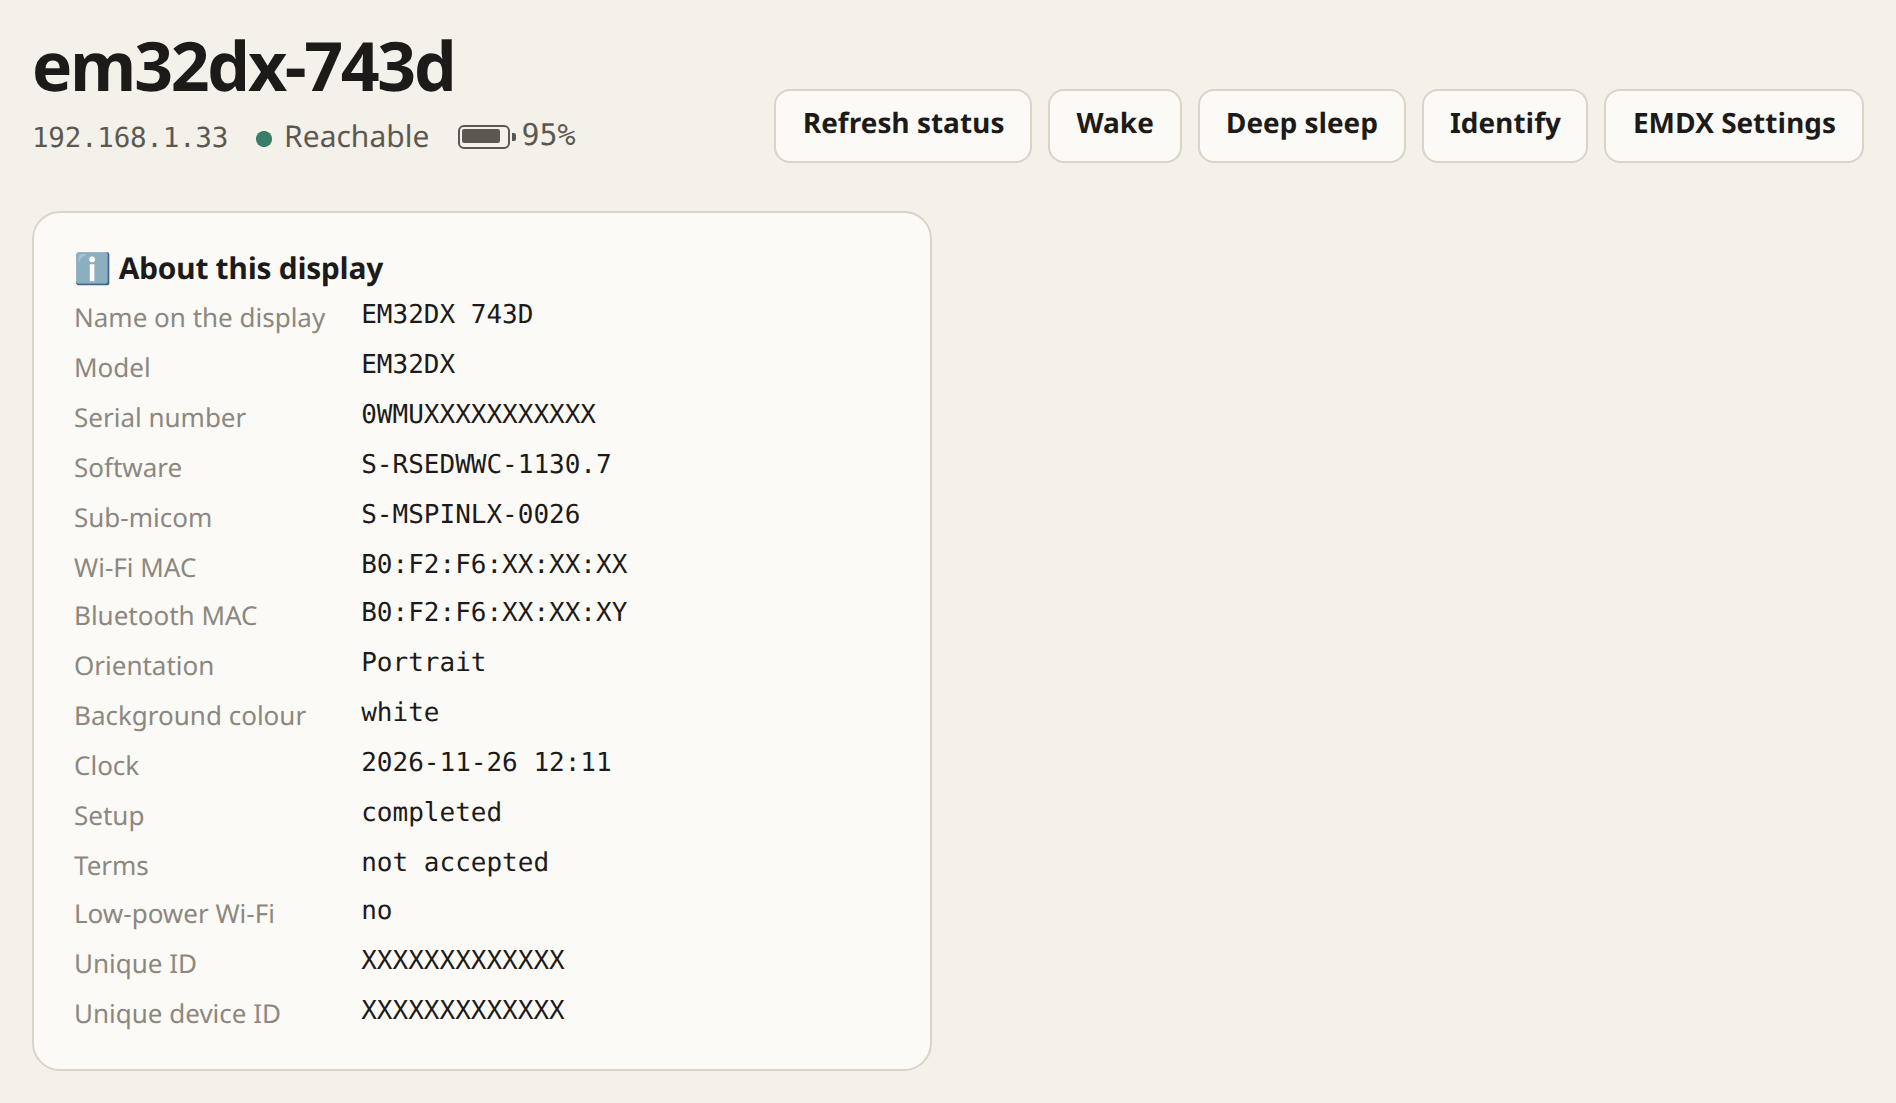 em32dx-743d
192.168.1.33 Reachable 95%
Refresh status Wake Deep sleep Identify EMDX Settings
About this display
Name on the display EM32DX 743D
Model EM32DX
Serial number 0WMUXXXXXXXXXXX
Software S-RSEDWWC-1130.7
Sub-micom S-MSPINLX-0026
Wi-Fi MAC B0:F2:F6:XX:XX:XX
Bluetooth MAC B0:F2:F6:XX:XX:XY
Orientation Portrait
Background colour white
Clock 2026-11-26 12:11
Setup completed
Terms not accepted
Low-power Wi-Fi no
Unique ID XXXXXXXXXXXXX
Unique device ID XXXXXXXXXXXXX